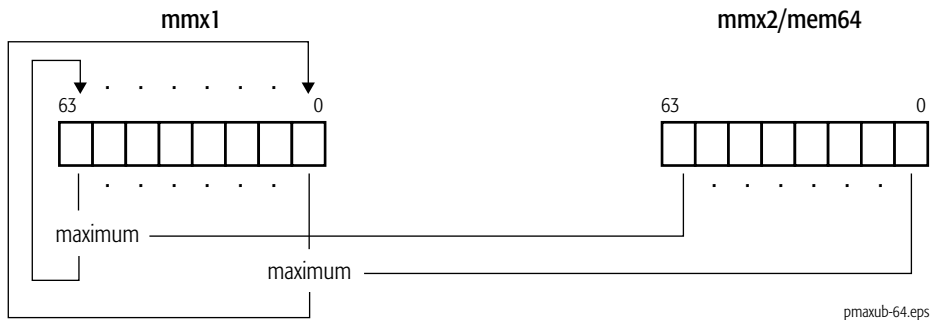 mmx1 mmx2/mem64
. . . . . .
63 0 63 0
. . . . . . . . . . . .
maximum
maximum
pmaxub-64.eps